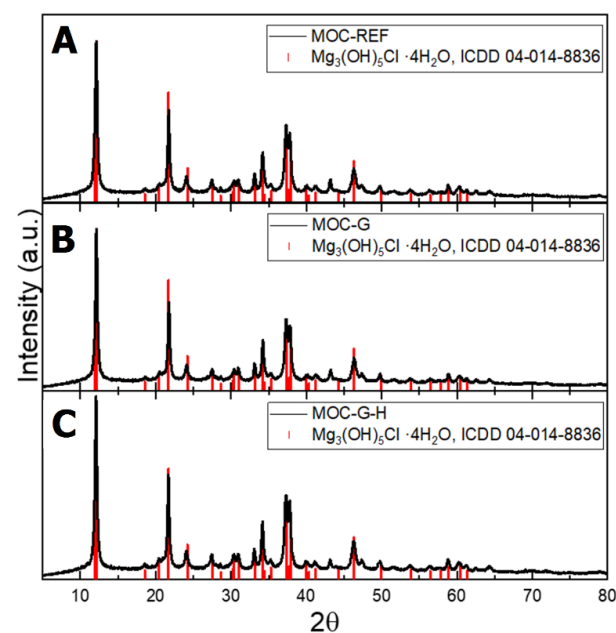 A
MOC-REF
Mg₃(OH)₅Cl ·4H₂O, ICDD 04-014-8836
B
MOC-G
Mg₃(OH)₅Cl ·4H₂O, ICDD 04-014-8836
C
MOC-G-H
Mg₃(OH)₅Cl ·4H₂O, ICDD 04-014-8836
Intensity (a.u.)
10 20 30 40 50 60 70 80
2θ